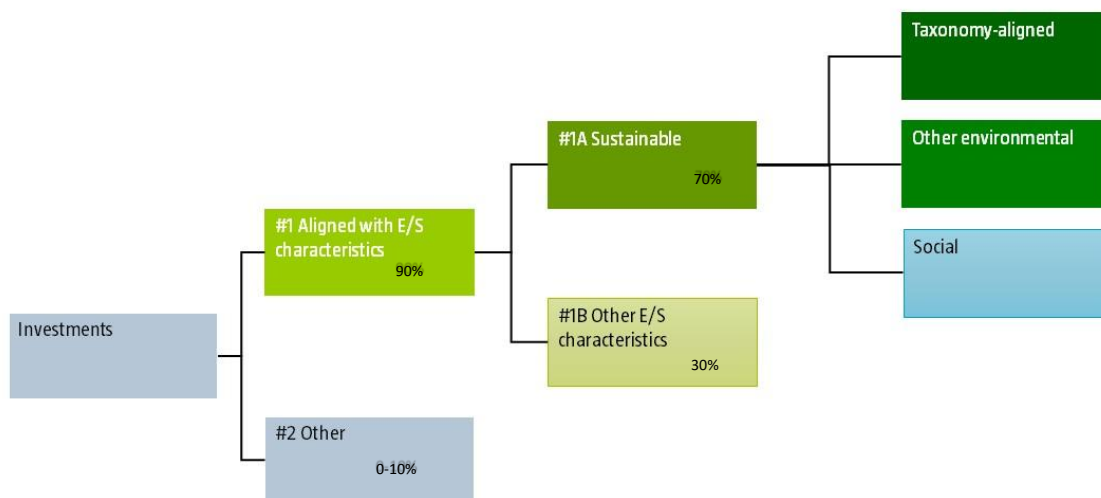 Taxonomy-aligned
#1A Sustainable
70%
Other environmental
#1 Aligned with E/S
characteristics
90%
Social
#1B Other E/S
characteristics
30%
Investments
#2 Other
0-10%